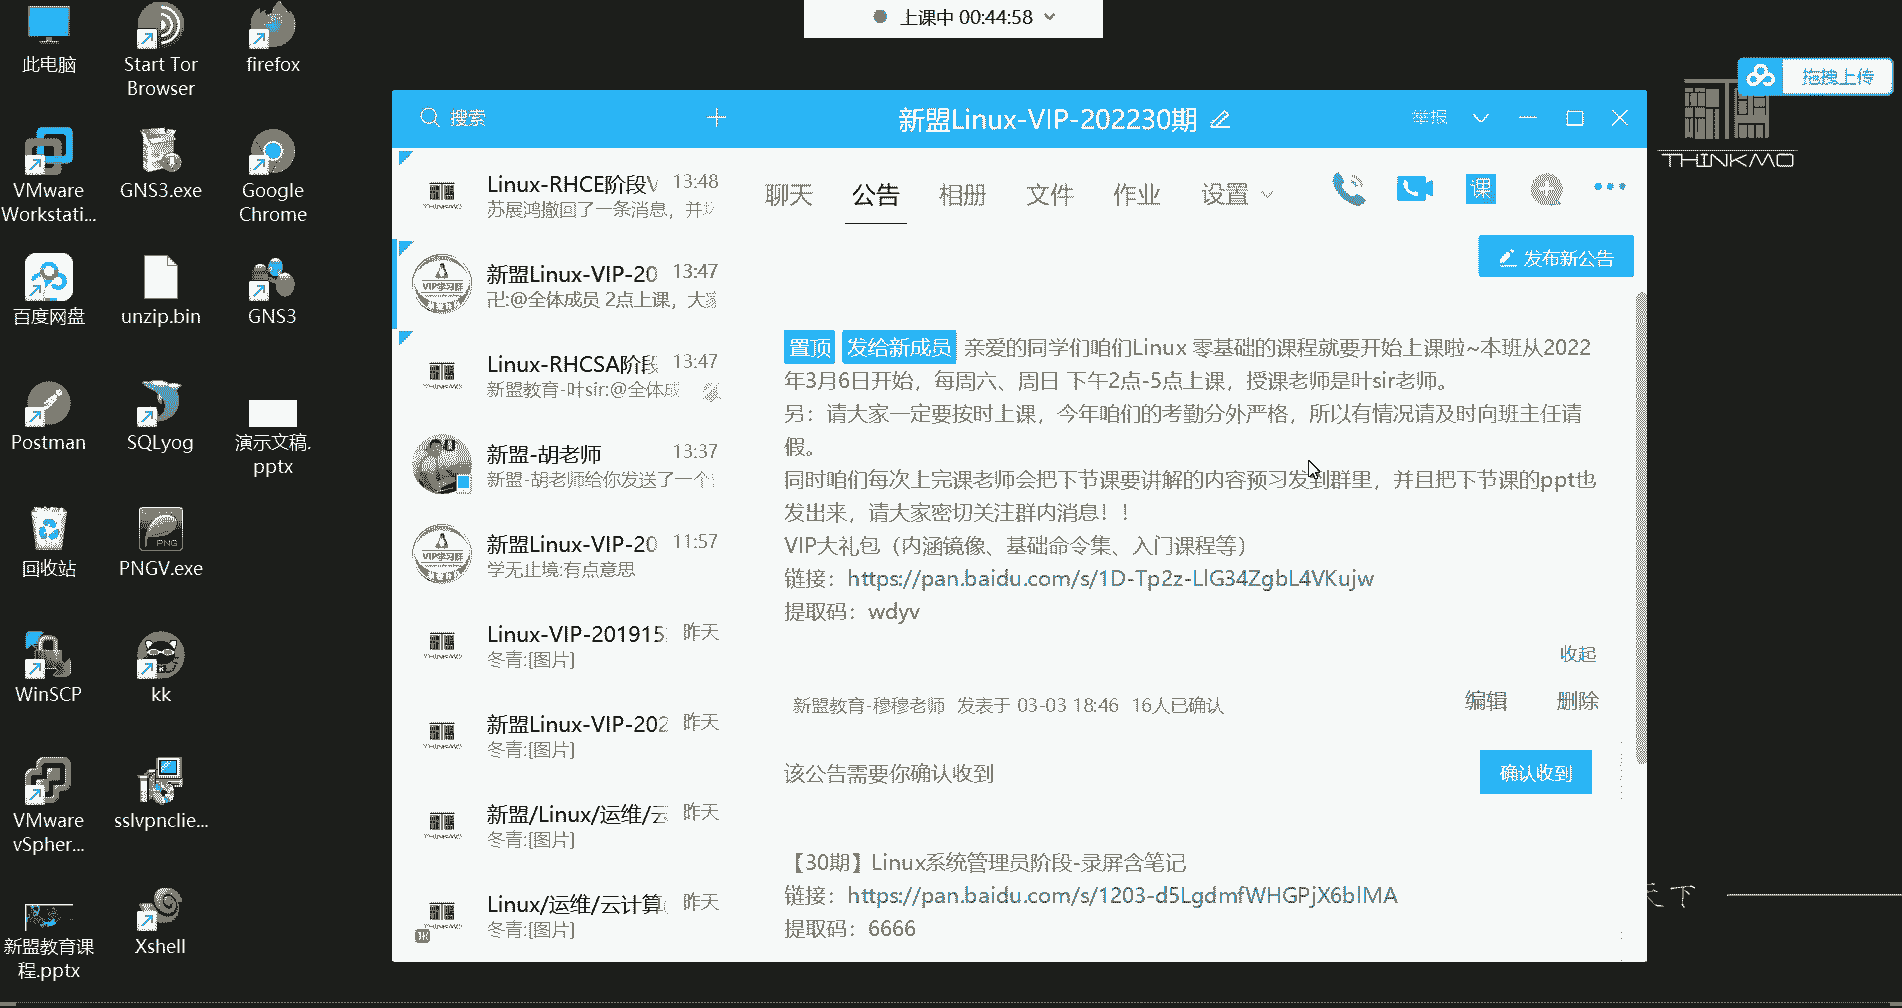 上课中 00:44:58
此电脑
Start Tor
Browser
firefox
VMware
Workstati...
GNS3.exe
Google
Chrome
百度网盘
unzip.bin
GNS3
Postman
SQLyog
演示文稿.
pptx
回收站
PNGV.exe
PNG
WinSCP
kk
VMware
vSpher...
sslvpnclie...
新盟教育课
程.pptx
Xshell
拖拽上传
THINKMO
天下
搜索
新盟Linux-VIP-202230期
举报
Linux-RHCE阶段V 13:48
苏展鸿撤回了一条消息，并
新盟Linux-VIP-20 13:47
卍:@全体成员 2点上课，大家
Linux-RHCSA阶段 13:47
新盟教育-叶sir:@全体成
新盟-胡老师 13:37
新盟-胡老师给你发送了一个
新盟Linux-VIP-20 11:57
学无止境:有点意思
Linux-VIP-201915 昨天
冬青:[图片]
新盟Linux-VIP-202 昨天
冬青:[图片]
新盟/Linux/运维/云 昨天
冬青:[图片]
Linux/运维/云计算 昨天
冬青:[图片]
聊天 公告 相册 文件 作业 设置
课
发布新公告
置顶 发给新成员 亲爱的同学们咱们Linux 零基础的课程就要开始上课啦~本班从2022
年3月6日开始，每周六、周日 下午2点-5点上课，授课老师是叶sir老师。
另：请大家一定要按时上课，今年咱们的考勤分外严格，所以有情况请及时向班主任请
假。
同时咱们每次上完课老师会把下节课要讲解的内容预习发到群里，并且把下节课的ppt也
发出来，请大家密切关注群内消息！！
VIP大礼包（内涵镜像、基础命令集、入门课程等）
链接：https://pan.baidu.com/s/1D-Tp2z-LlG34ZgbL4VKujw
提取码：wdyv
收起
新盟教育-穆穆老师 发表于 03-03 18:46 16人已确认
编辑 删除
该公告需要你确认收到
确认收到
【30期】Linux系统管理员阶段-录屏含笔记
链接：https://pan.baidu.com/s/1203-d5LgdmfWHGPjX6blMA
提取码：6666